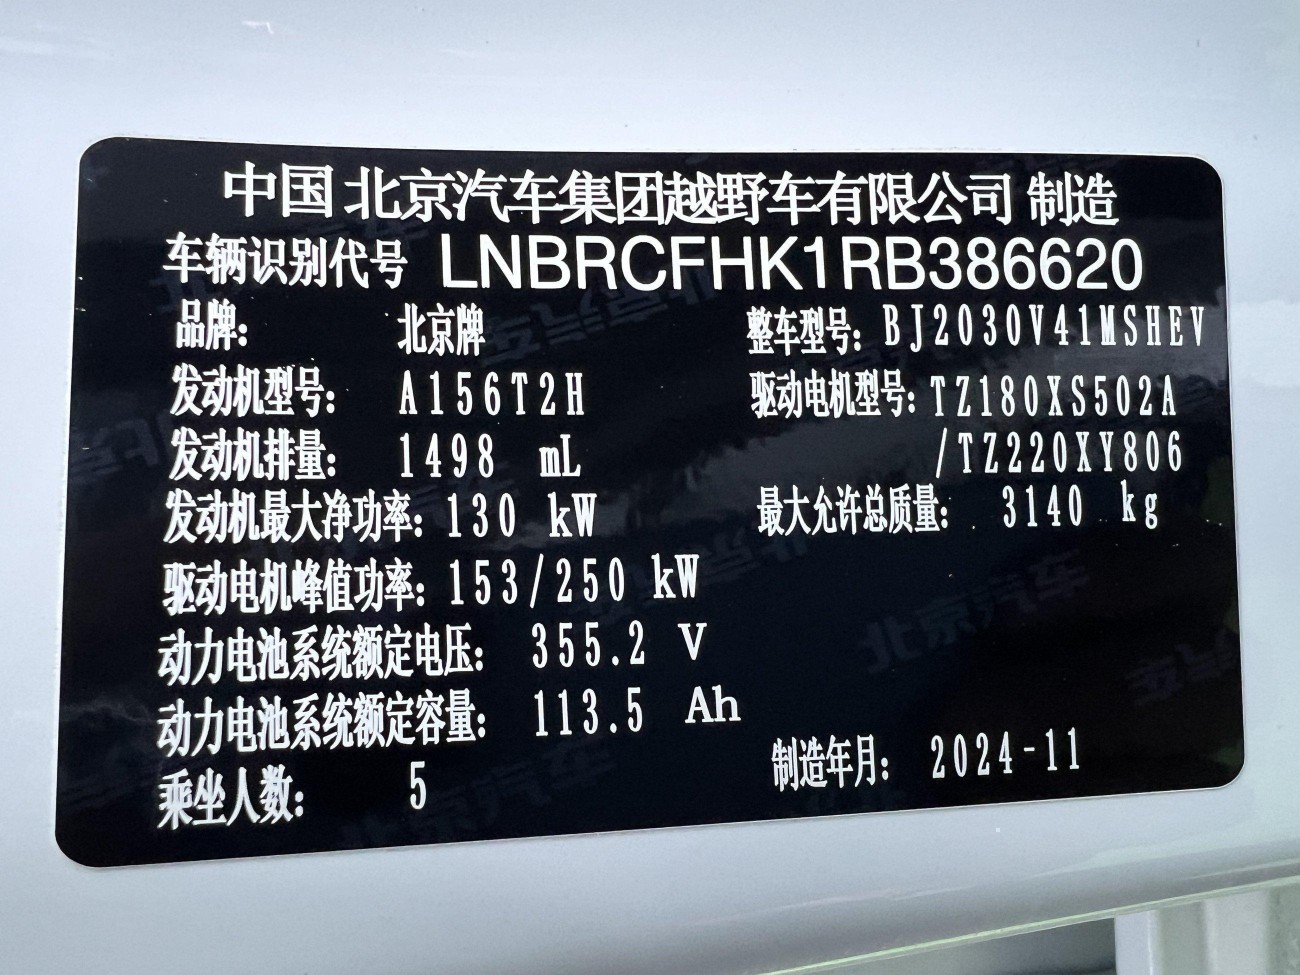 中国 北京汽车集团越野车有限公司 制造
车辆识别代号 LNBRCFHK1RB386620
品牌: 北京牌 整车型号: BJ2030V41MSHEV
发动机型号: A156T2H 驱动电机型号: TZ180XS502A
发动机排量: 1498 mL /TZ220XY806
发动机最大净功率: 130 kW 最大允许总质量: 3140 kg
驱动电机峰值功率: 153/250 kW
动力电池系统额定电压: 355.2 V
动力电池系统额定容量: 113.5 Ah
乘坐人数: 5 制造年月: 2024-11